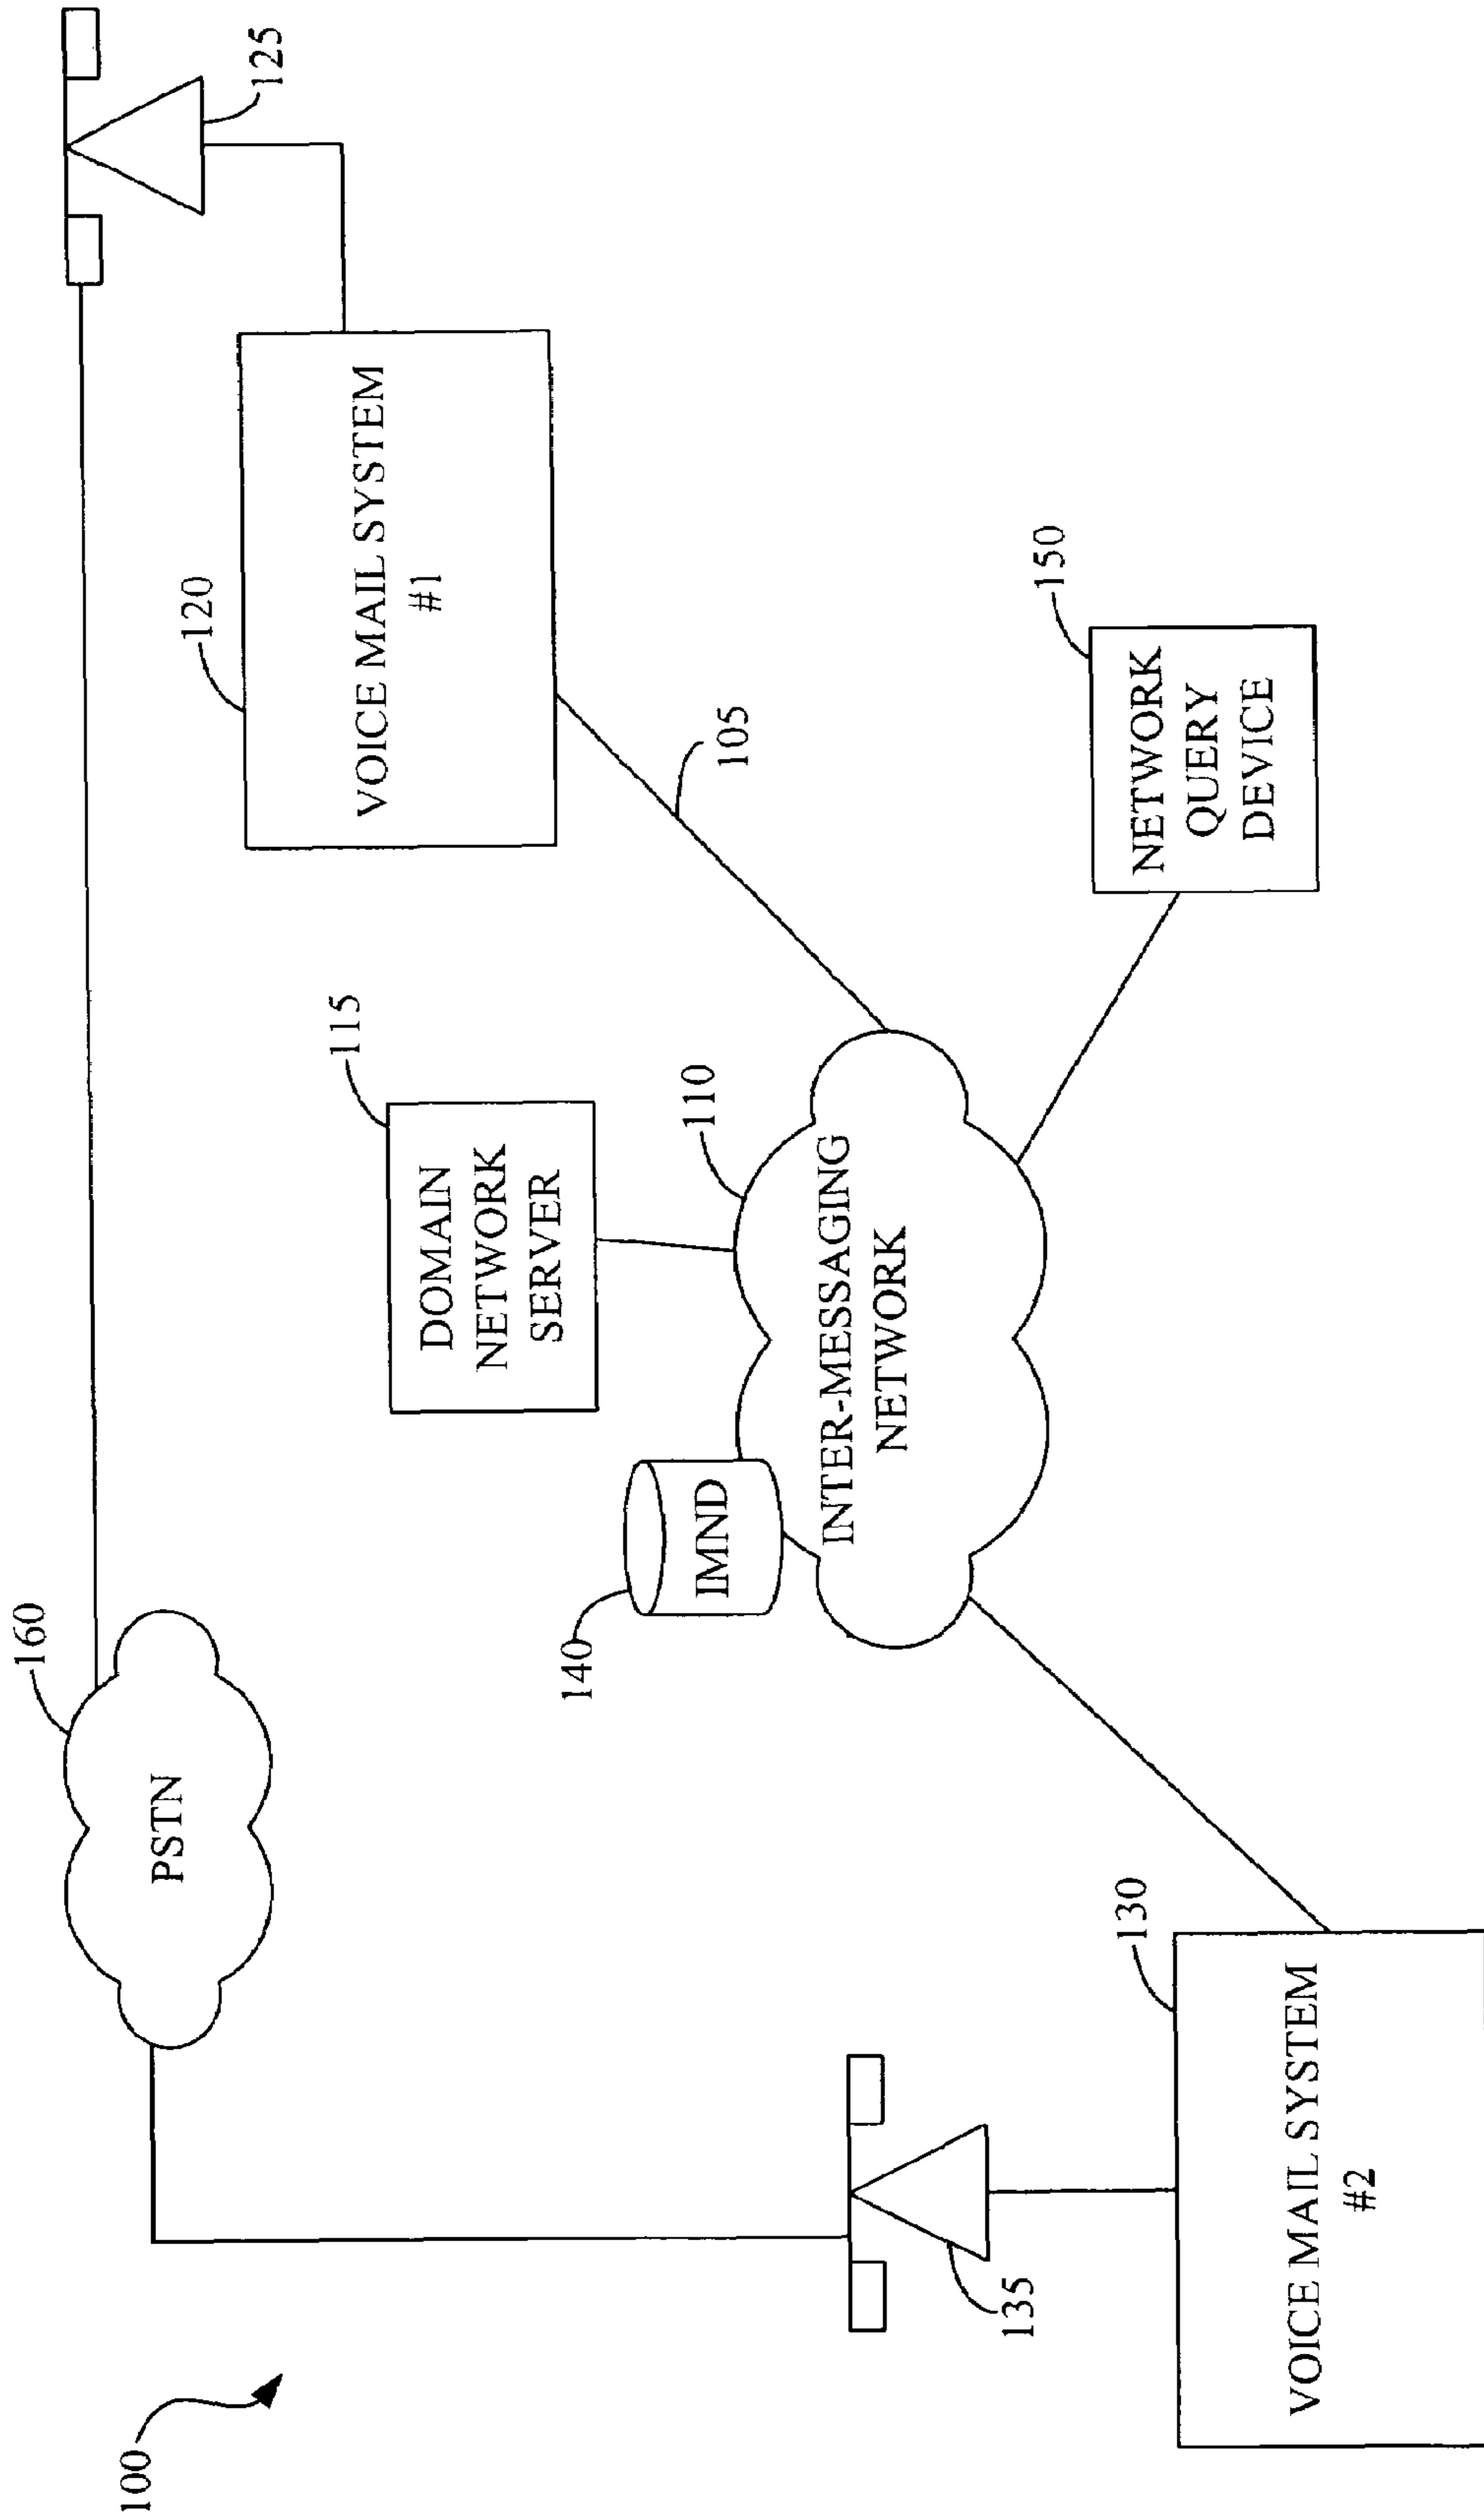 100
160
PSTN
125
120
VOICE MAIL SYSTEM
#1
115
DOMAIN
NETWORK
SERVER
135
140
IMND
110
INTER-MESSAGING
NETWORK
105
150
NETWORK
QUERY
DEVICE
130
VOICE MAIL SYSTEM
#2